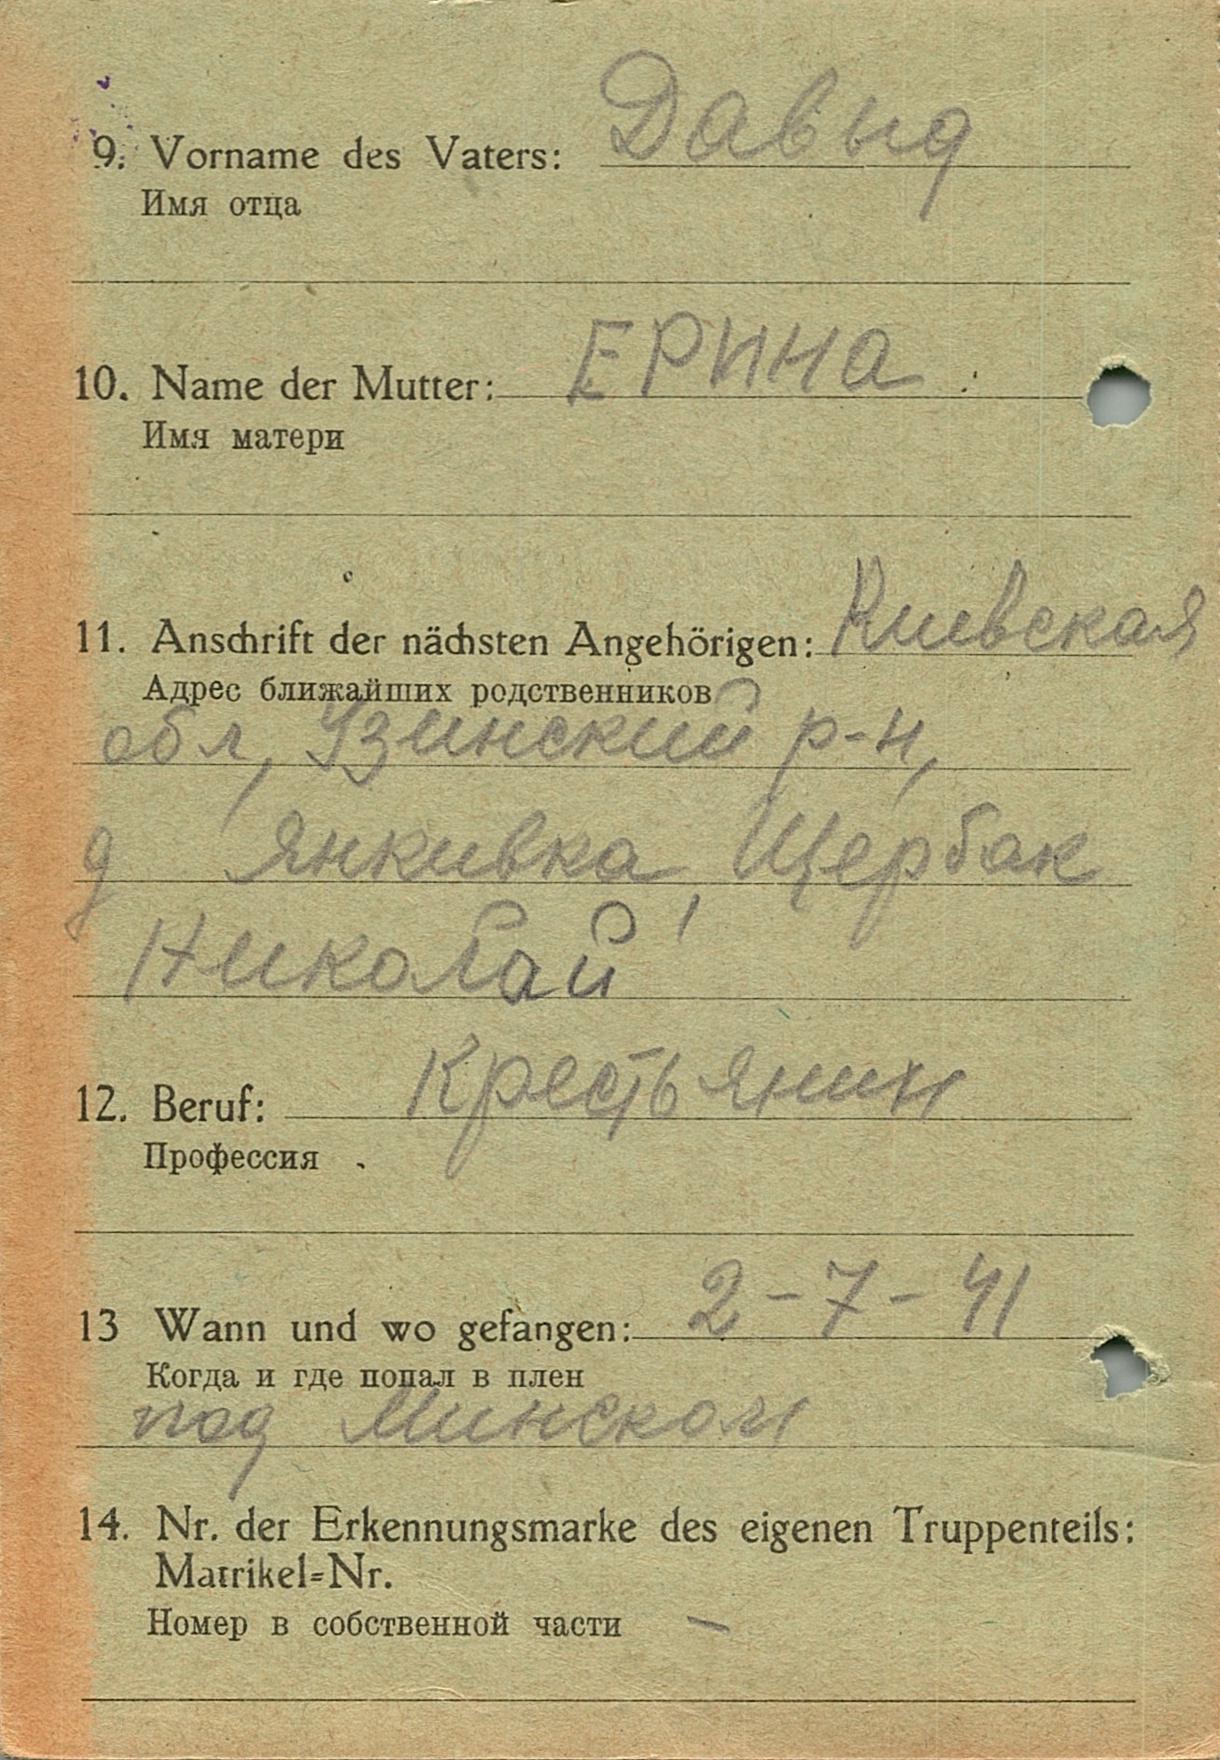 9. Vorname des Vaters: Давыд
Имя отца
10. Name der Mutter: ЕРИНА
Имя матери
11. Anschrift der nächsten Angehörigen: Киевская
Адрес ближайших родственников
обл, Узинский р-н,
д Янкивка, Щербак
Николай
12. Beruf: Крестьянин
Профессия
13 Wann und wo gefangen: 2-7-41
Когда и где попал в плен
под Минском
14. Nr. der Erkennungsmarke des eigenen Truppenteils:
Matrikel=Nr.
Номер в собственной части —